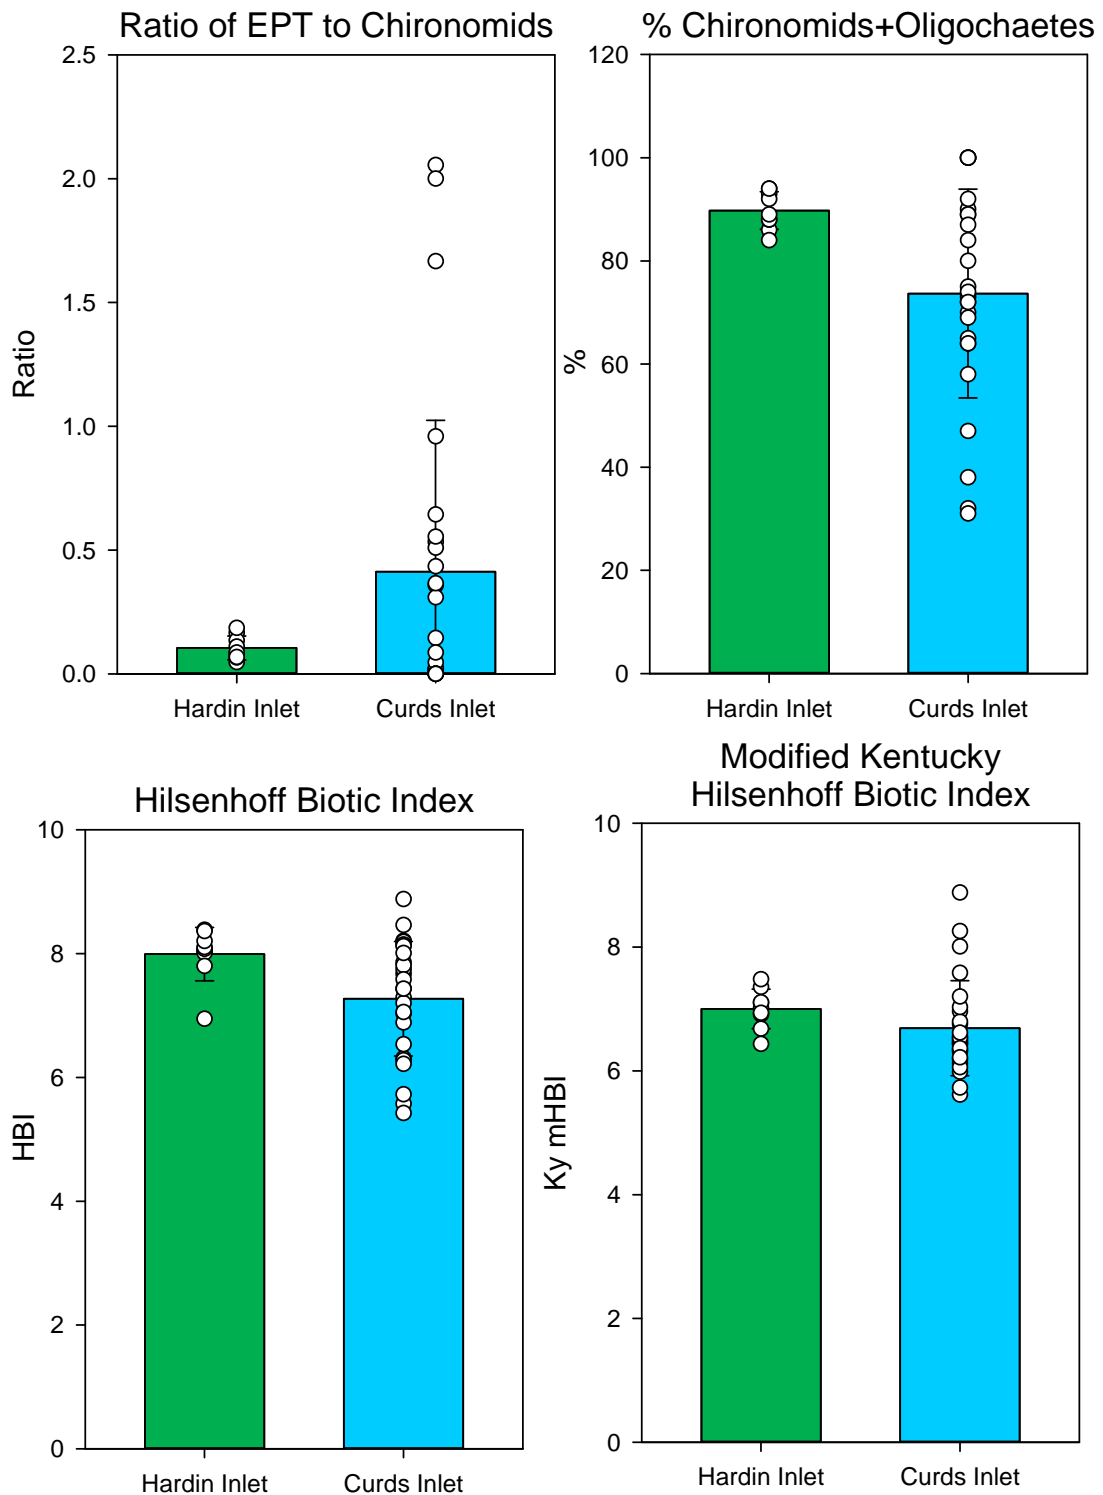 Ratio of EPT to Chironomids
2.5
2.0
1.5
1.0
0.5
0.0
Ratio
Hardin Inlet
Curds Inlet
% Chironomids+Oligochaetes
120
100
80
60
40
20
0
%
Hardin Inlet
Curds Inlet
Hilsenhoff Biotic Index
10
8
6
4
2
0
HBI
Hardin Inlet
Curds Inlet
Modified Kentucky
Hilsenhoff Biotic Index
10
8
6
4
2
0
Ky mHBI
Hardin Inlet
Curds Inlet